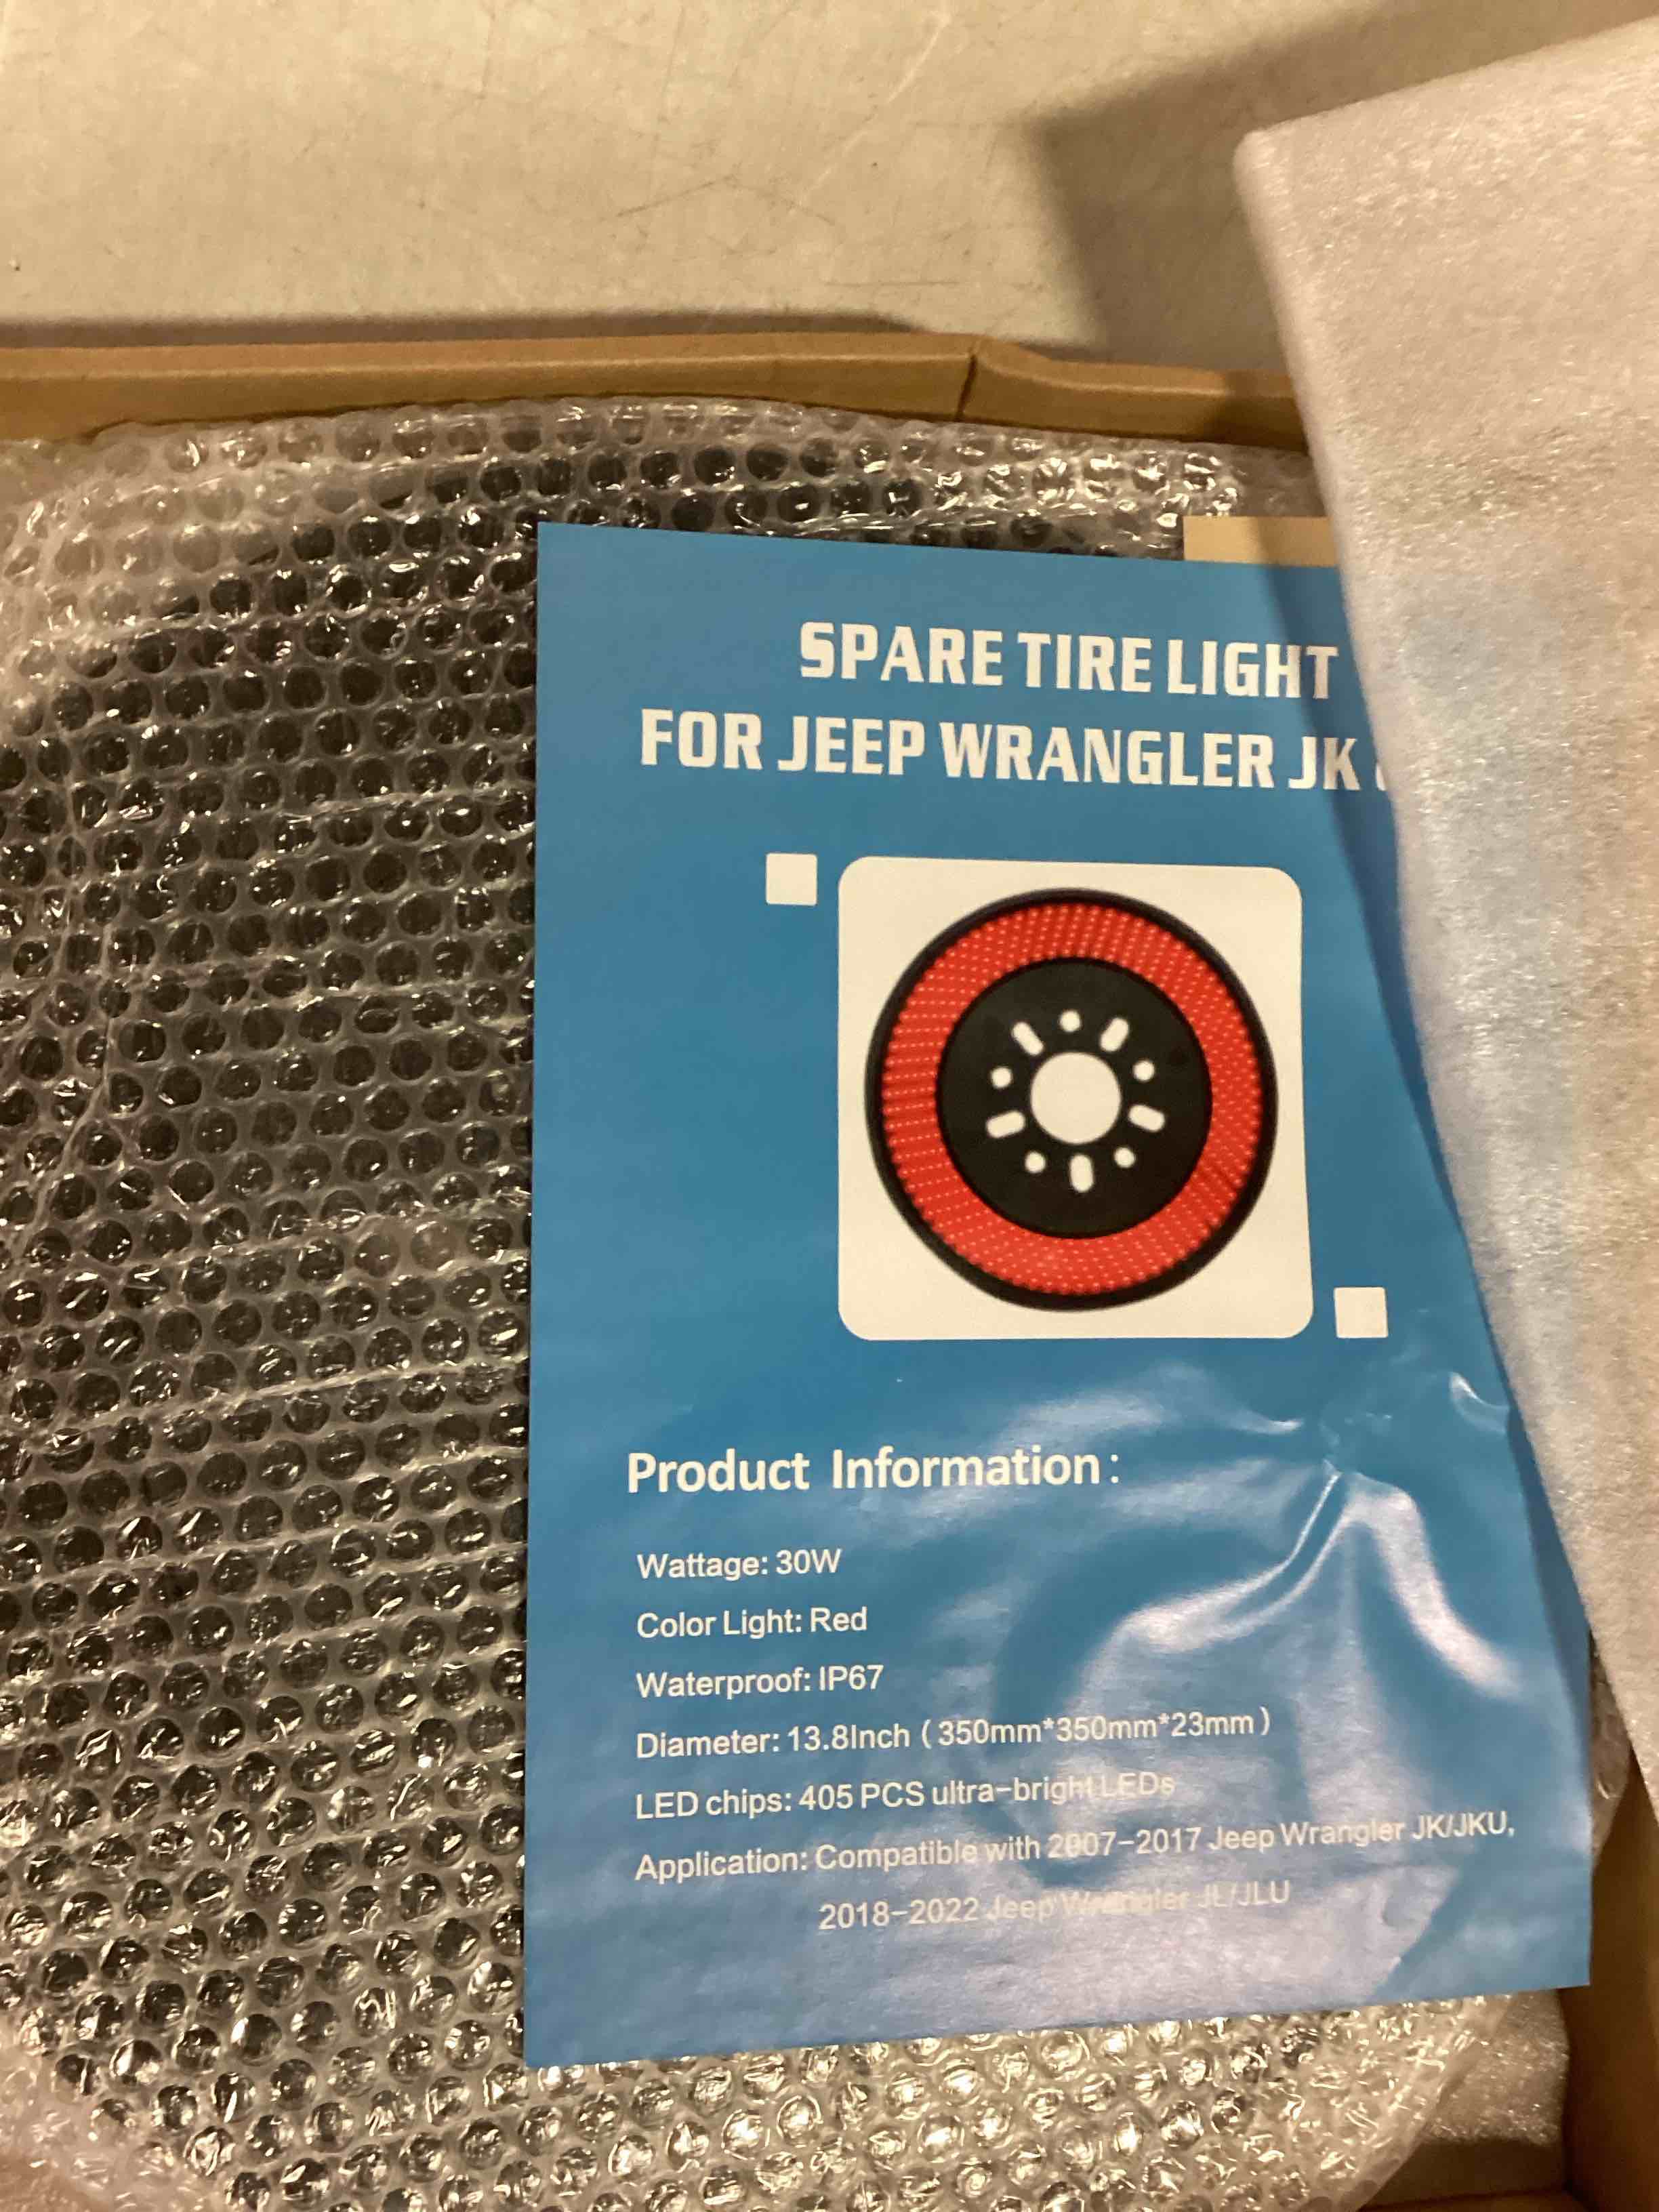 SPARE TIRE LIGHT
FOR JEEP WRANGLER JK
Product Information:
Wattage: 30W
Color Light: Red
Waterproof: IP67
Diameter: 13.8Inch (350mm*350mm*23mm)
LED chips: 405 PCS ultra-bright LEDs
Application: Compatible with 2007-2017 Jeep Wrangler JK/JKU,
2018-2022 Jeep Wrangler JL/JLU